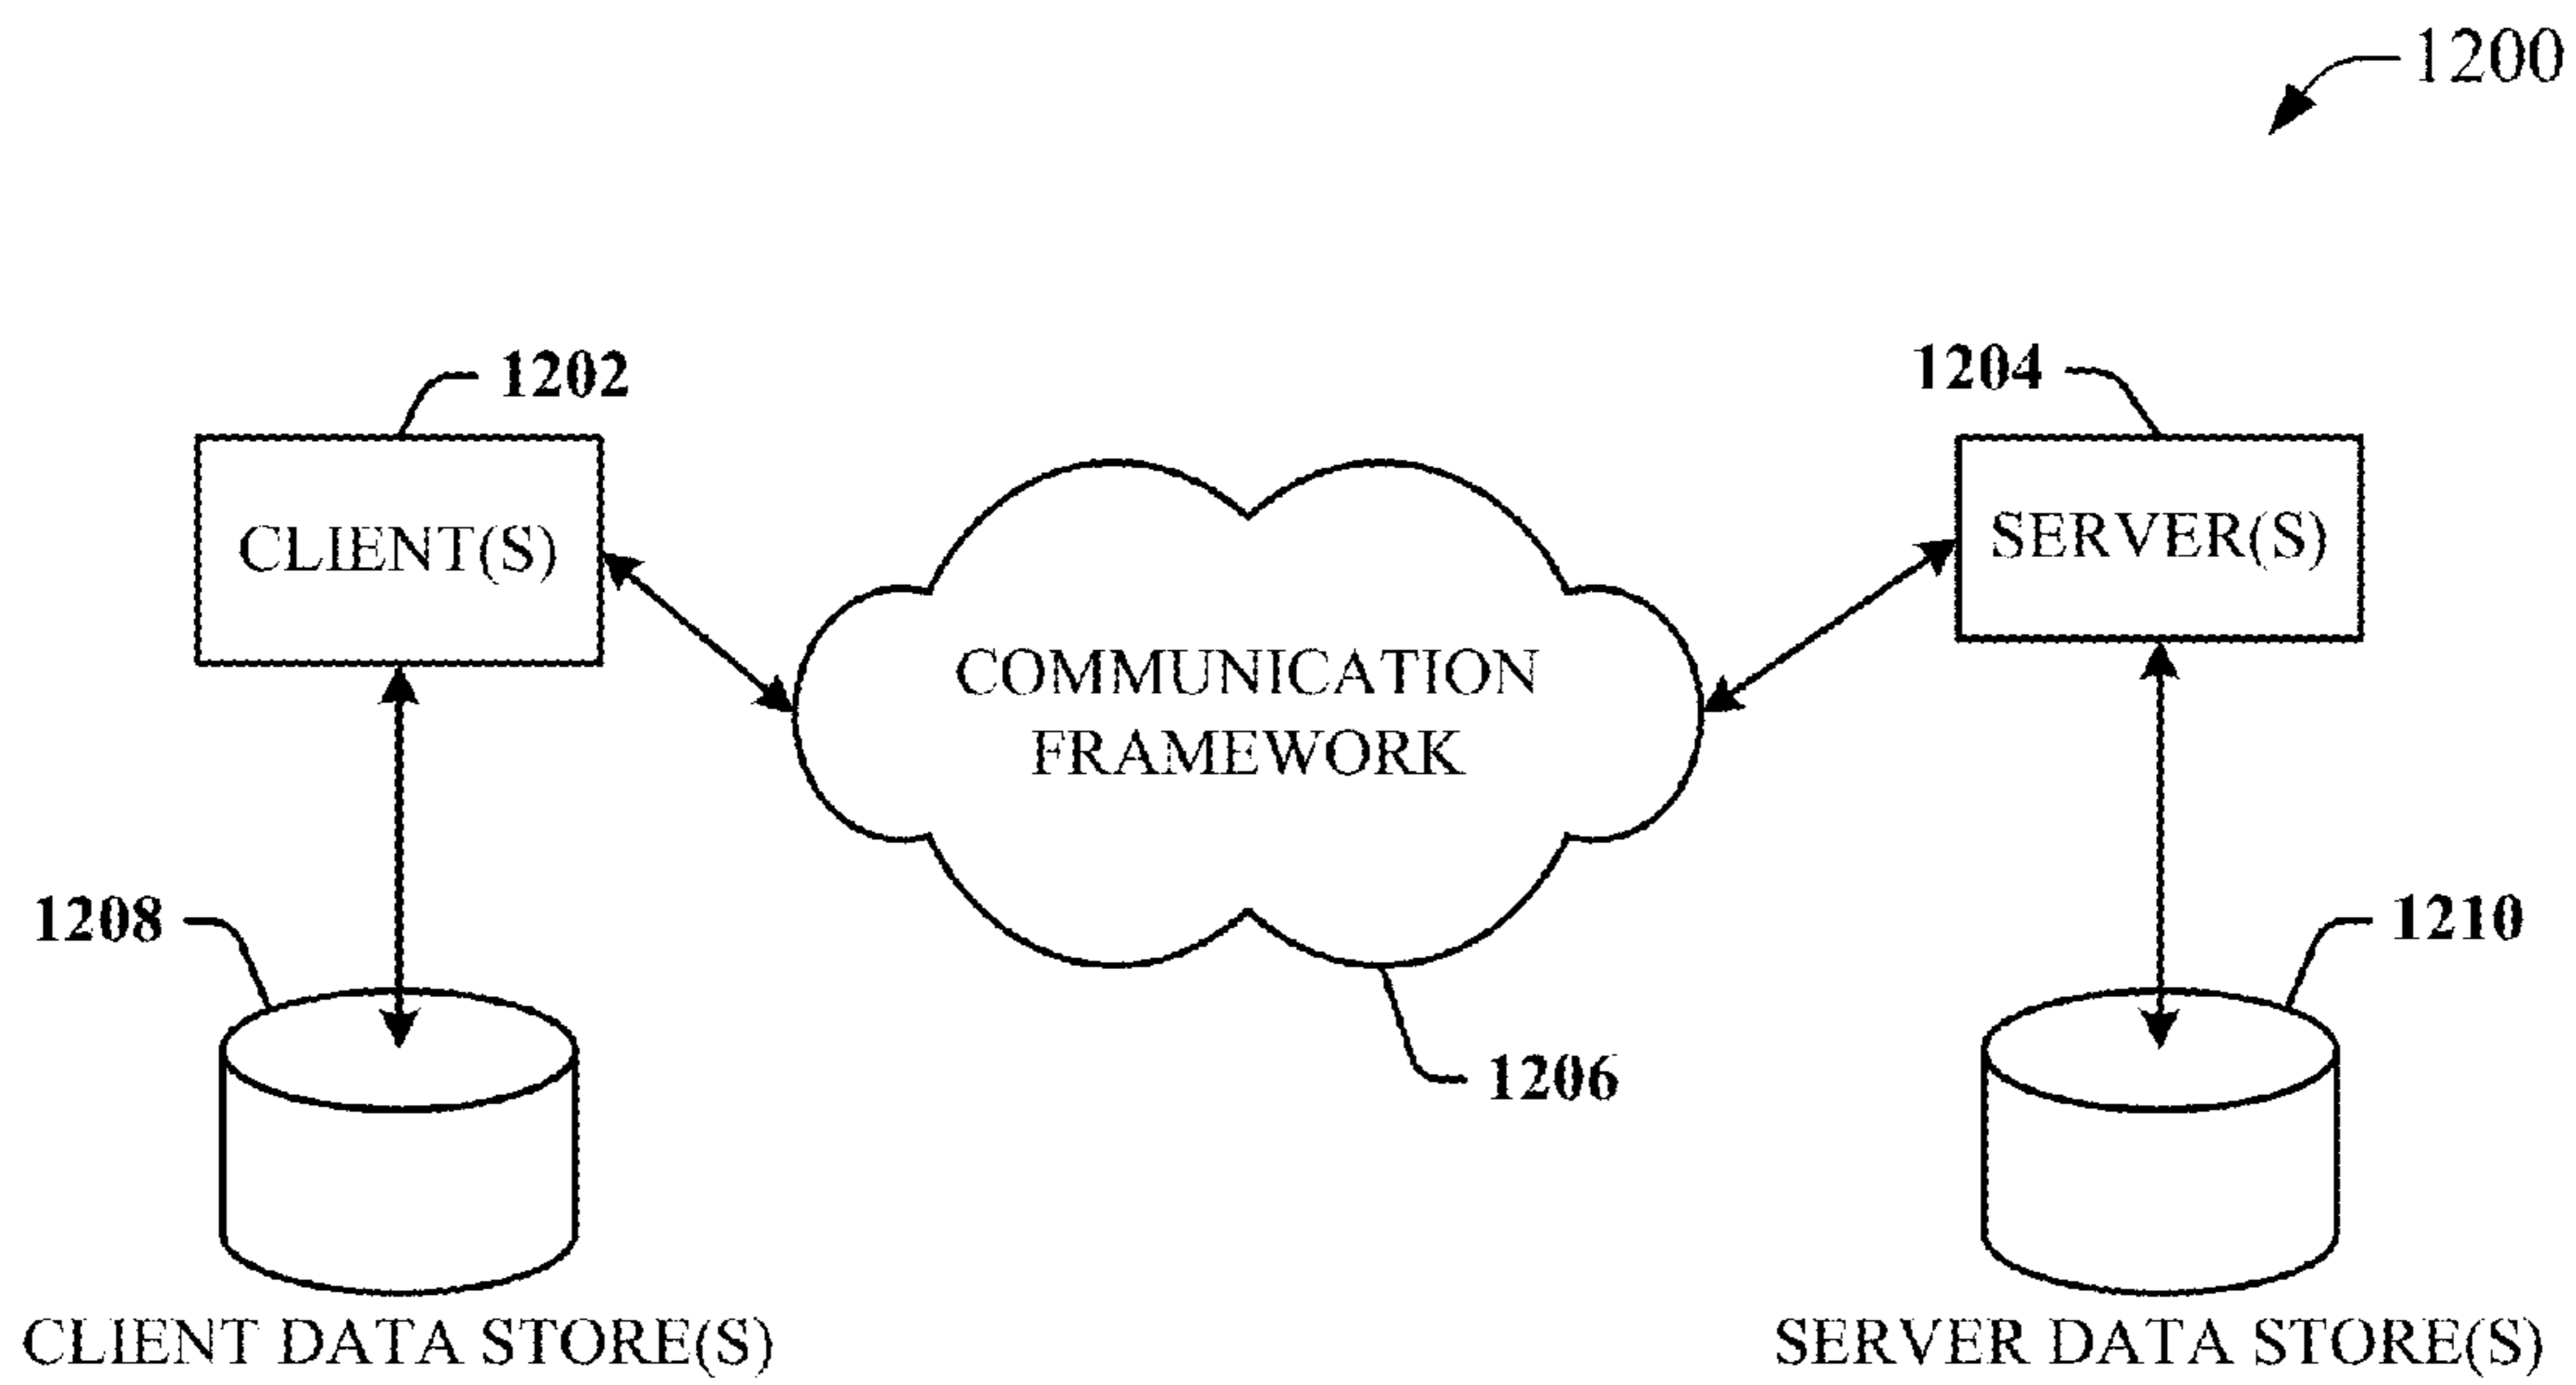 1200
1202
1204
CLIENT(S)
SERVER(S)
COMMUNICATION
FRAMEWORK
1208
1210
1206
CLIENT DATA STORE(S)
SERVER DATA STORE(S)